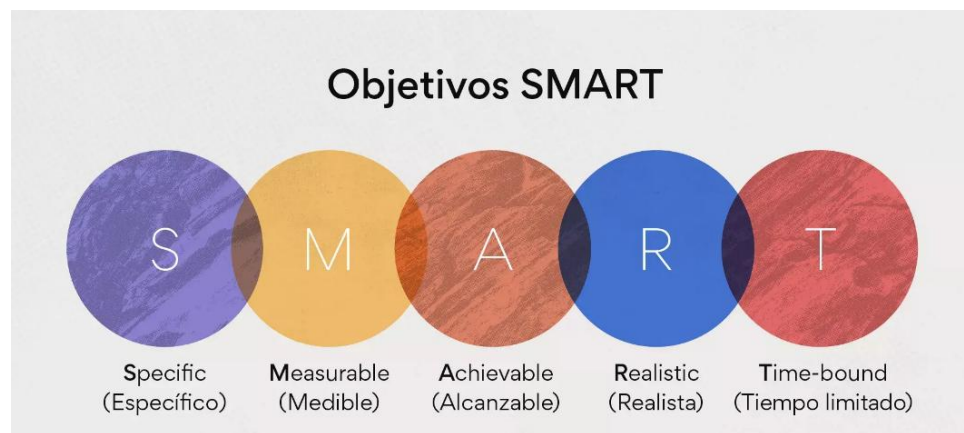 Objetivos SMART
S M A R T
Specific Measurable Achievable Realistic Time-bound
(Específico) (Medible) (Alcanzable) (Realista) (Tiempo limitado)